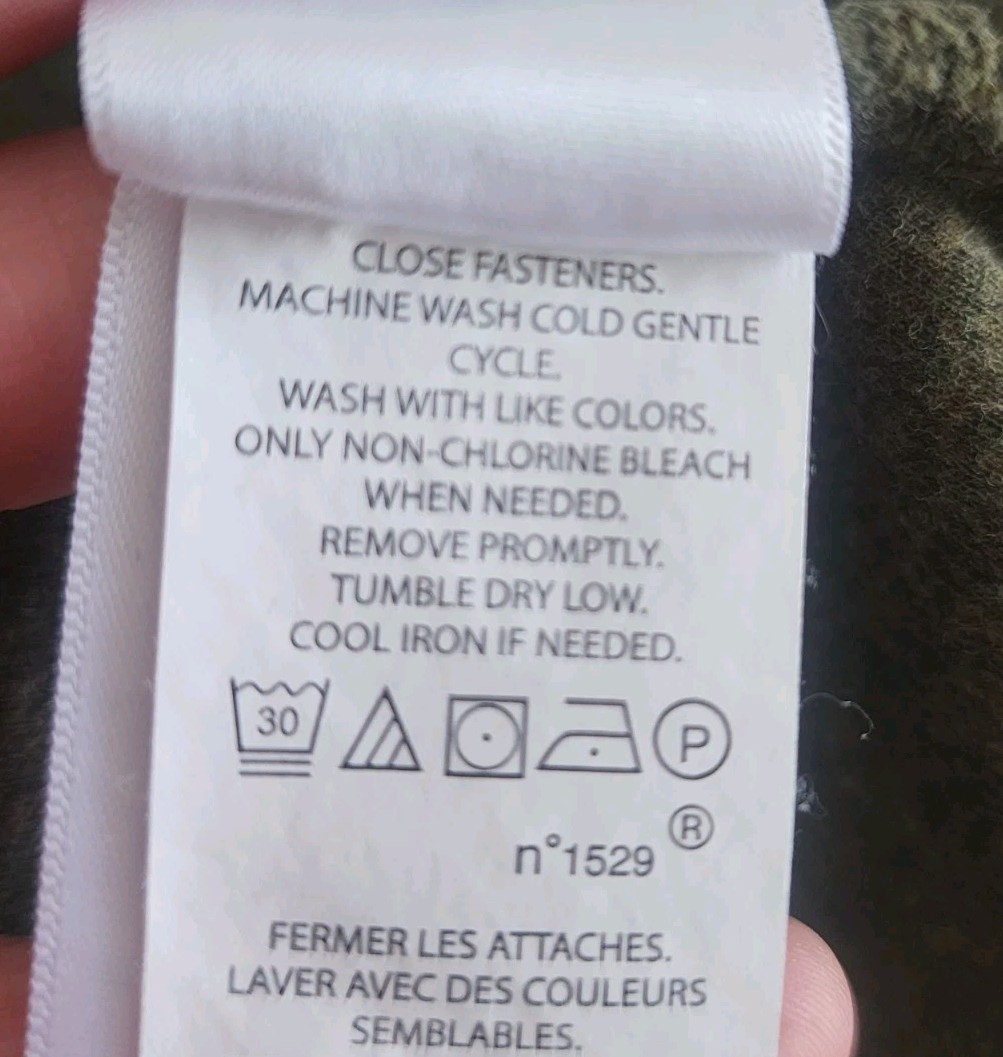 CLOSE FASTENERS.
MACHINE WASH COLD GENTLE
CYCLE.
WASH WITH LIKE COLORS.
ONLY NON-CHLORINE BLEACH
WHEN NEEDED.
REMOVE PROMPTLY.
TUMBLE DRY LOW.
COOL IRON IF NEEDED.
30 P
n°1529 ®
FERMER LES ATTACHES.
LAVER AVEC DES COULEURS
SEMBLABLES.